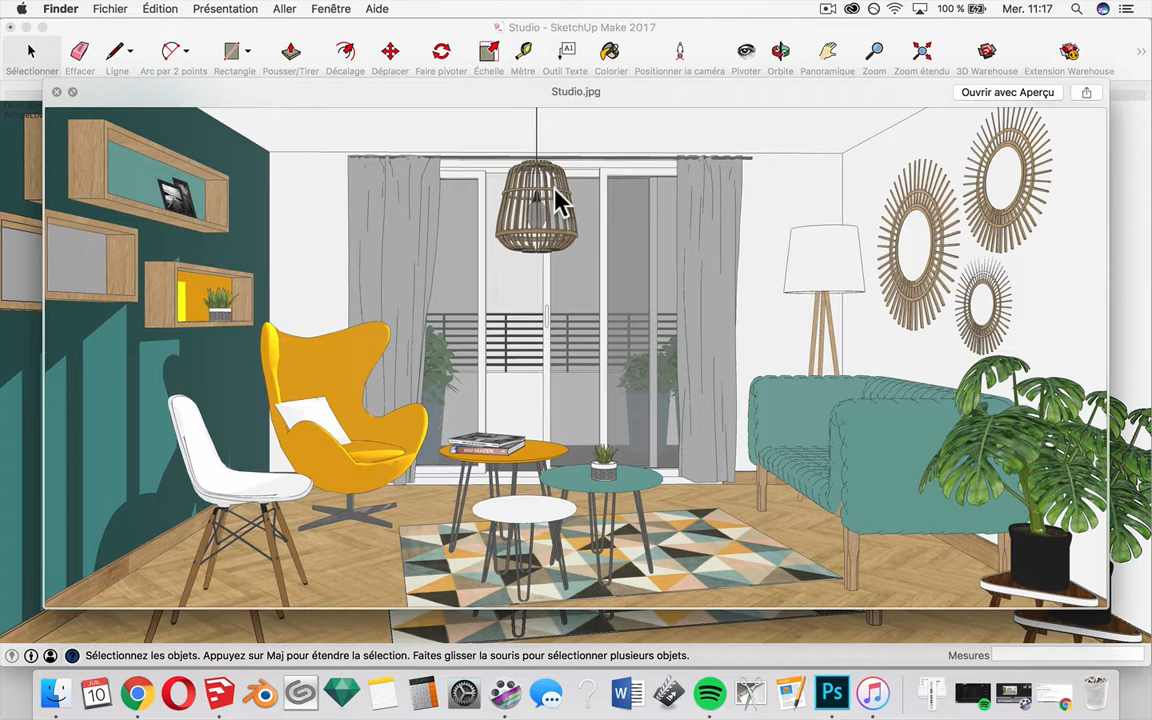 Finder Fichier Édition Présentation Aller Fenêtre Aide 100 % Mer. 11:17
Studio - SketchUp Make 2017
Sélectionner Effacer Ligne Arc par 2 points Rectangle Pousser/Tirer Décalage Déplacer Faire pivoter Échelle Mètre Outil Texte Colorier Positionner la caméra Pivoter Orbite Panoramique Zoom Zoom étendu 3D Warehouse Extension Warehouse
Studio.jpg
Ouvrir avec Aperçu
Sélectionnez les objets. Appuyez sur Maj pour étendre la sélection. Faites glisser la souris pour sélectionner plusieurs objets.
Mesures
JUIL
10
W
Ps